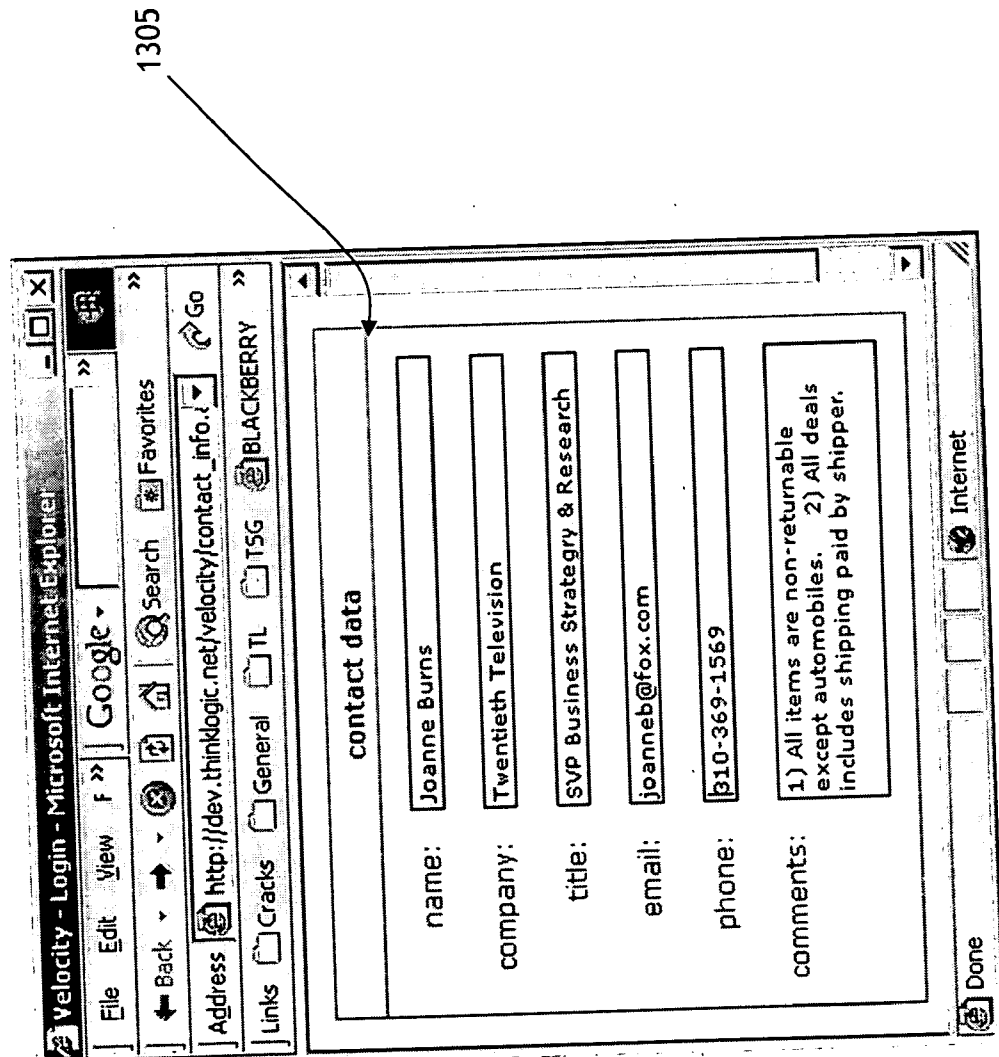 1305
Velocity - Login - Microsoft Internet Explorer
File Edit View F » Google »
Back Search Favorites »
Address http://dev.thinklogic.net/velocity/contact_info. Go
Links Cracks General TL TSG BLACKBERRY »
contact data
name: Joanne Burns
company: Twentieth Television
title: SVP Business Strategry & Research
email: joanneb@fox.com
phone: 310-369-1569
comments: 1) All items are non-returnable
except automobiles. 2) All deals
includes shipping paid by shipper.
Done Internet